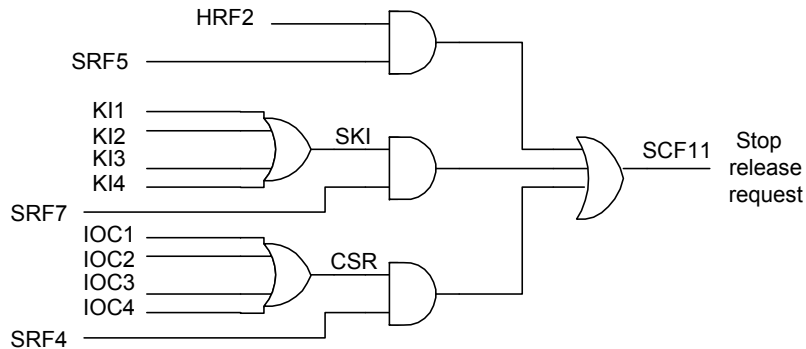 HRF2
SRF5
KI1
KI2
KI3
KI4
SKI
SRF7
IOC1
IOC2
IOC3
IOC4
CSR
SRF4
SCF11
Stop
release
request